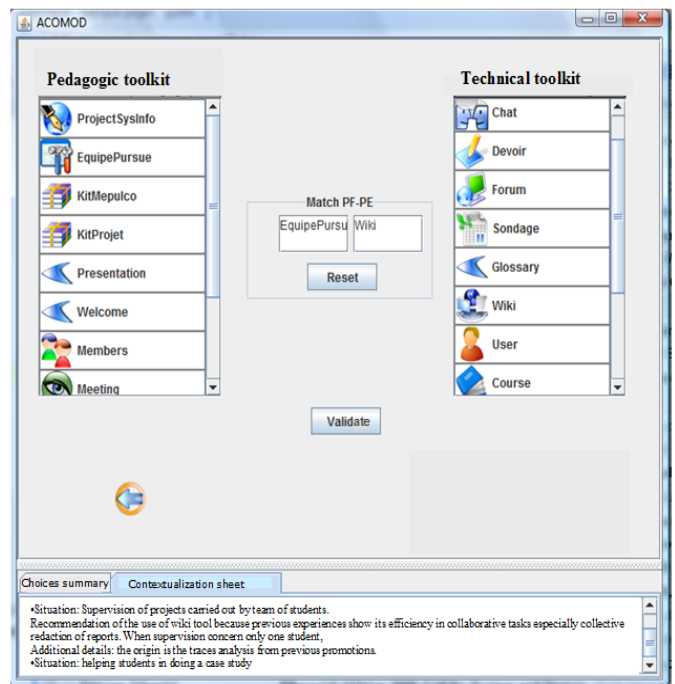 ACOMOD
Pedagogic toolkit
ProjectSysInfo
EquipePursue
KitMepulco
KitProjet
Presentation
Welcome
Members
Meeting
Match PF-PE
EquipePursu Wiki
Reset
Validate
Technical toolkit
Chat
Devoir
Forum
Sondage
Glossary
Wiki
User
Course
Choices summary Contextualization sheet
•Situation: Supervision of projects carried out by team of students.
Recommendation of the use of wiki tool because previous experiences show its efficiency in collaborative tasks especially collective
redaction of reports. When supervision concern only one student,
Additional details: the origin is the traces analysis from previous promotions.
•Situation: helping students in doing a case study